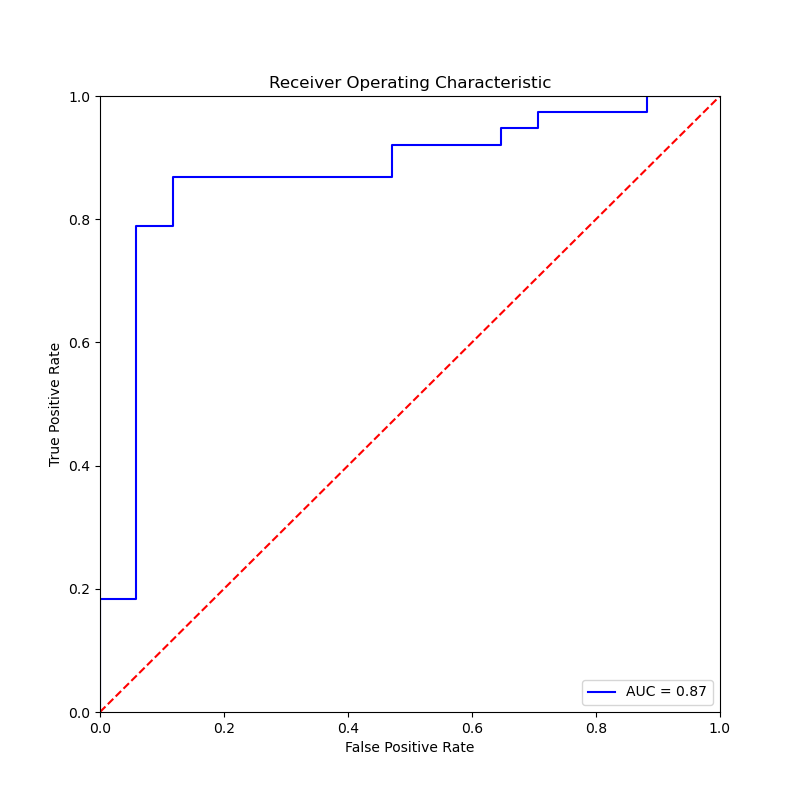 Receiver Operating Characteristic
1.0
0.8
0.6
0.4
0.2
0.0
True Positive Rate
AUC = 0.87
0.0 0.2 0.4 0.6 0.8 1.0
False Positive Rate